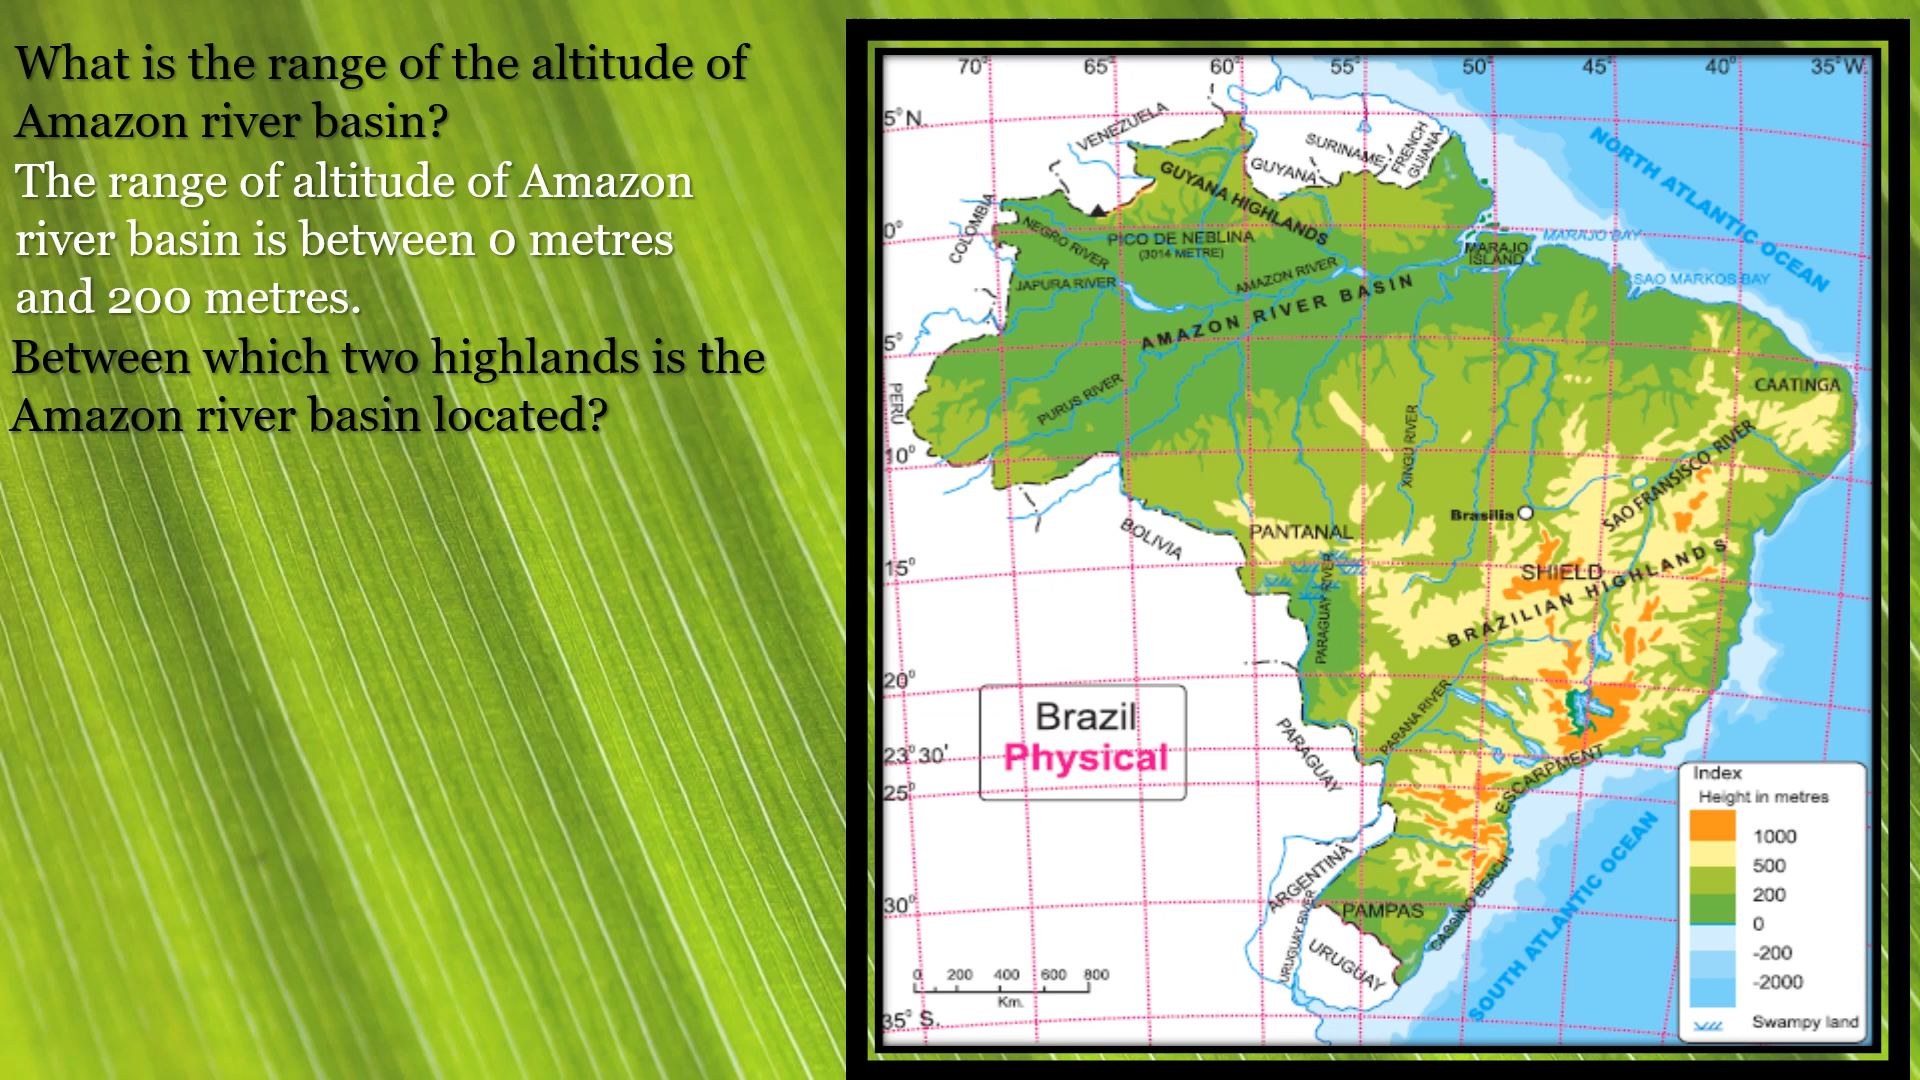 What is the range of the altitude of
Amazon river basin?
The range of altitude of Amazon
river basin is between 0 metres
and 200 metres.
Between which two highlands is the
Amazon river basin located?
70° 65° 60° 55° 50° 45° 40° 35° W.
5° N.
0°
5°
10°
15°
20°
23° 30'
25°
30°
35° S.
VENEZUELA
GUYANA
SURINAME
FRENCH
GUIANA
COLOMBIA
PERU
BOLIVIA
PARAGUAY
ARGENTINA
URUGUAY
NORTH ATLANTIC OCEAN
SOUTH ATLANTIC OCEAN
GUYANA HIGHLANDS
NEGRO RIVER
PICO DE NEBLINA
(3014 METRE)
JAPURA RIVER
AMAZON RIVER
AMAZON RIVER BASIN
MARAJO
ISLAND
MARAJO BAY
SAO MARKOS BAY
PURUS RIVER
XINGU RIVER
CAATINGA
SAO FRANSISCO RIVER
Brasilia
PANTANAL
SHIELD
BRAZILIAN HIGHLANDS
PARAGUAY RIVER
PARANA RIVER
ESCARPMENT
PAMPAS
CASSINO BEACH
URUGUAY RIVER
Brazil
Physical
0 200 400 600 800
Km.
Index
Height in metres
1000
500
200
0
-200
-2000
Swampy land